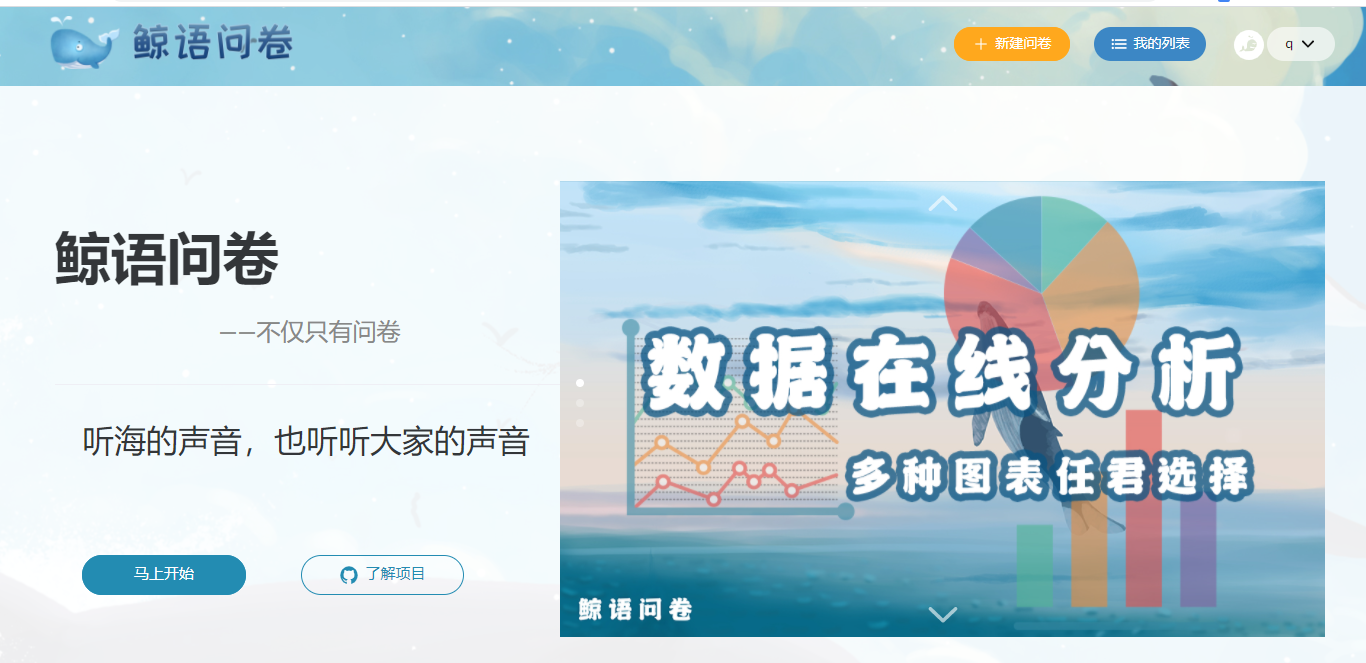 鲸语问卷
新建问卷
我的列表
q
鲸语问卷
——不仅只有问卷
听海的声音，也听听大家的声音
马上开始
了解项目
数据在线分析
多种图表任君选择
鲸语问卷